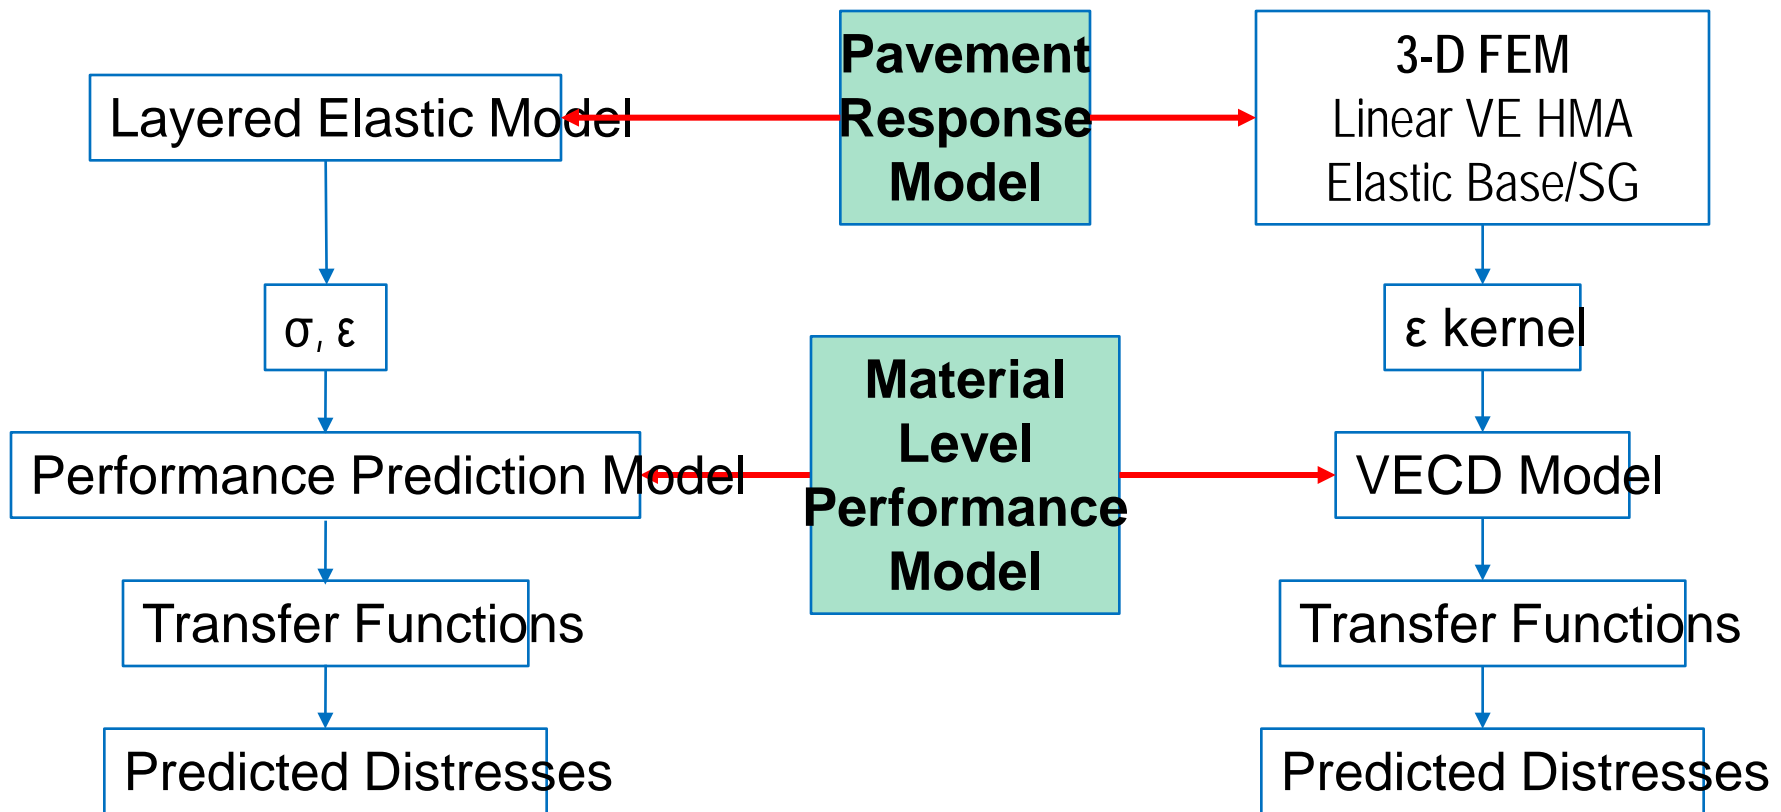 Pavement
Response
Model
Layered Elastic Model
3-D FEM
Linear VE HMA
Elastic Base/SG
σ, ε
ε kernel
Material
Level
Performance
Model
Performance Prediction Model
VECD Model
Transfer Functions
Transfer Functions
Predicted Distresses
Predicted Distresses